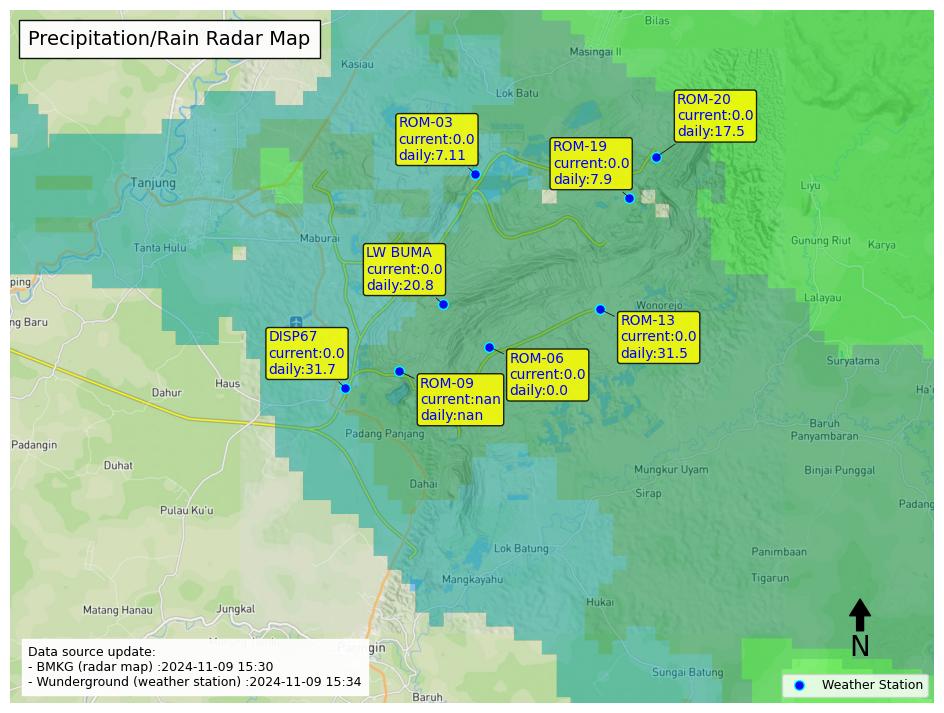 Precipitation/Rain Radar Map
Bilas
Masingai II
Kasiau
Lok Batu
ROM-20
current:0.0
daily:17.5
ROM-03
current:0.0
daily:7.11
ROM-19
current:0.0
daily:7.9
Tanjung
Liyu
Maburai
Tanta Hulu
Gunung Riut
Karya
LW BUMA
current:0.0
daily:20.8
ping
Lalayau
Wonorejo
ng Baru
ROM-13
current:0.0
daily:31.5
DISP67
current:0.0
daily:31.7
ROM-06
current:0.0
daily:0.0
Suryatama
Haus
Dahur
ROM-09
current:nan
daily:nan
Ha'
Padang Panjang
Baruh
Panyambaran
Padangin
Duhat
Dahai
Mungkur Uyam
Binjai Punggal
Sirap
Padang
Pulau Ku'u
Lok Batung
Panimbaan
Mangkayahu
Tigarun
Hukai
Matang Hanau
Jungkal
N
Sungai Batung
Baruh
Data source update:
- BMKG (radar map) :2024-11-09 15:30
- Wunderground (weather station) :2024-11-09 15:34
Weather Station